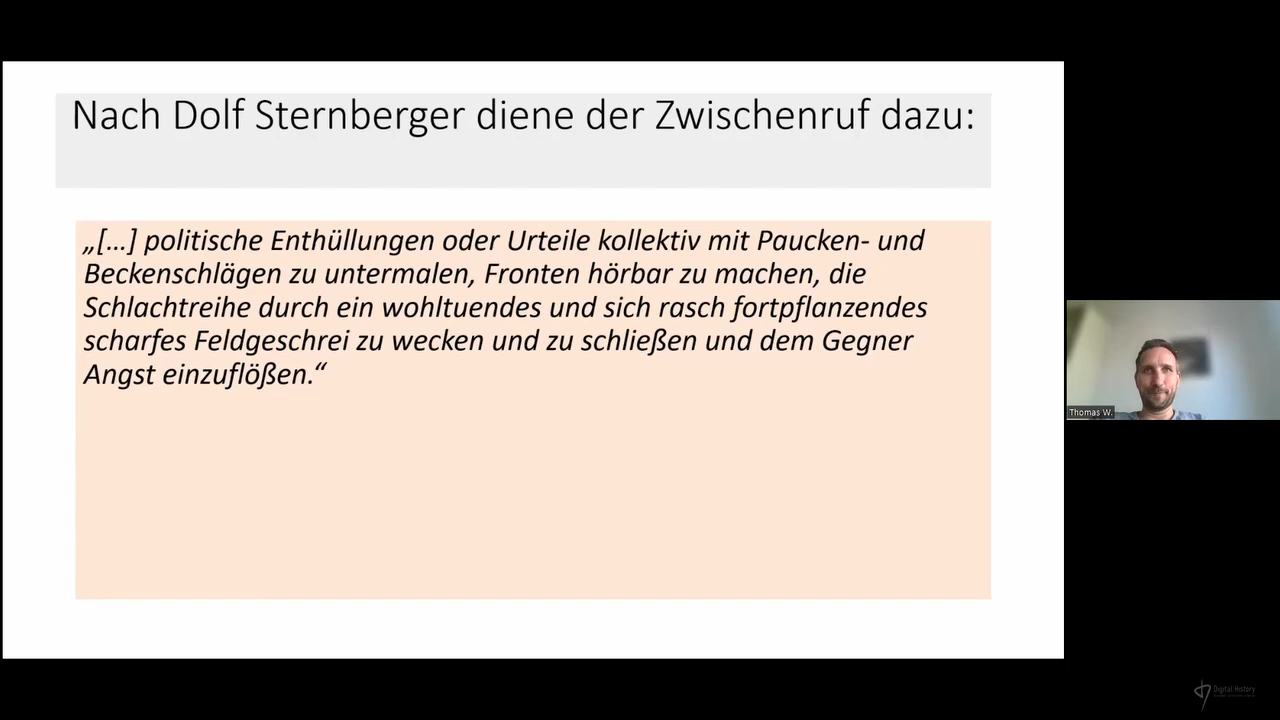 Nach Dolf Sternberger diene der Zwischenruf dazu:
„[…] politische Enthüllungen oder Urteile kollektiv mit Paucken- und
Beckenschlägen zu untermalen, Fronten hörbar zu machen, die
Schlachtreihe durch ein wohltuendes und sich rasch fortpflanzendes
scharfes Feldgeschrei zu wecken und zu schließen und dem Gegner
Angst einzuflößen.“
Thomas W.
Digital History